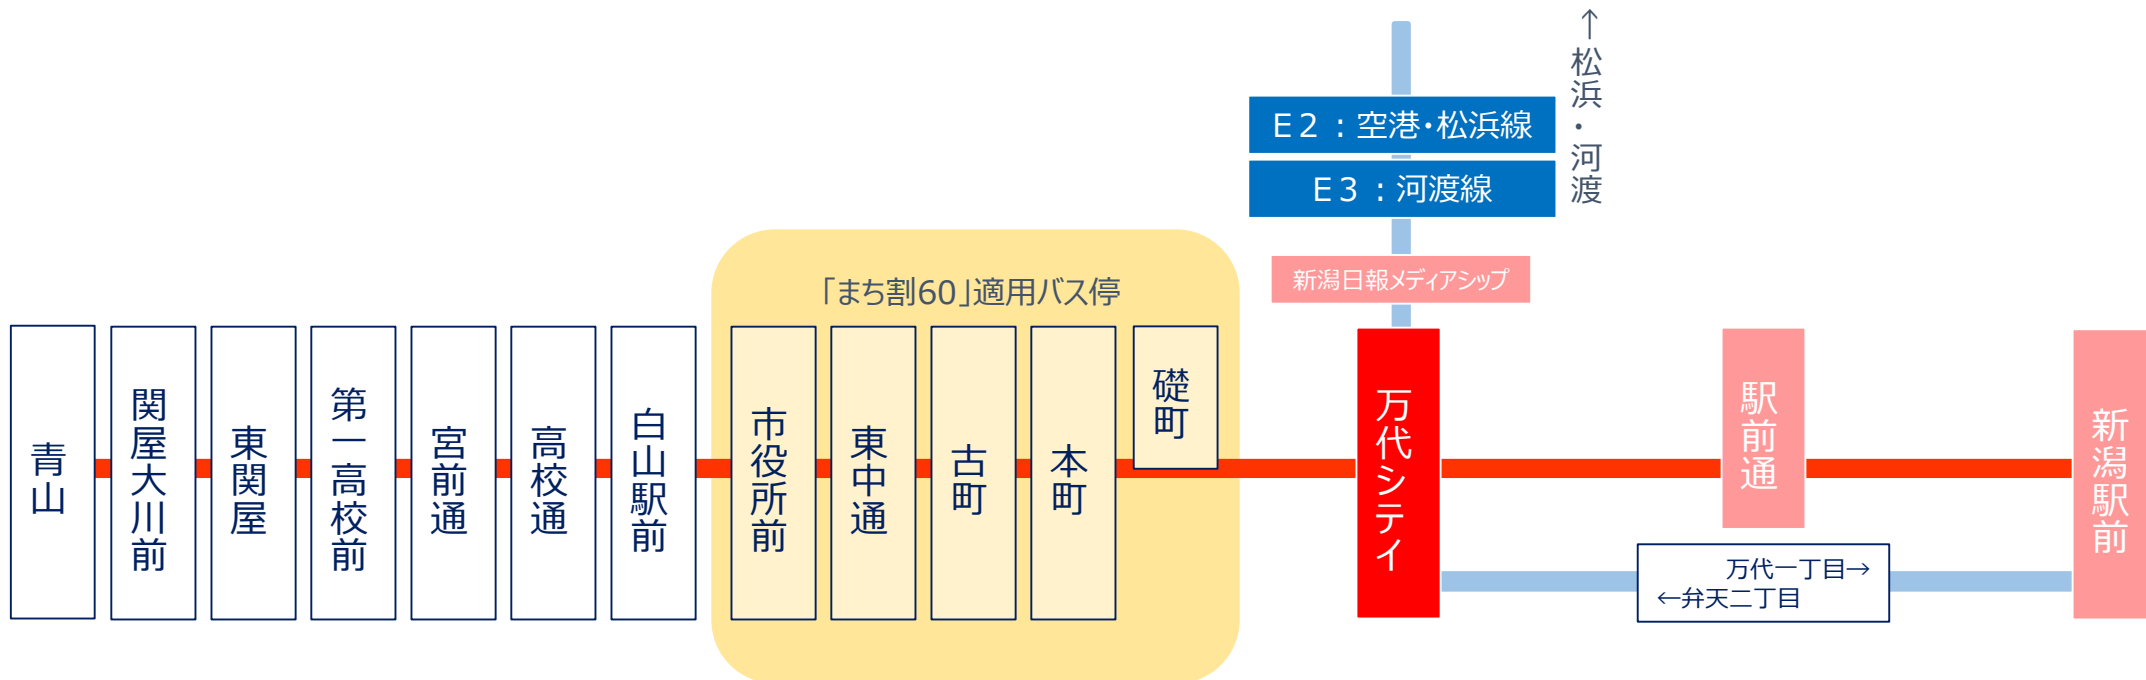 ↑松浜・河渡
E2：空港・松浜線
E3：河渡線
新潟日報メディアシップ
「まち割60」適用バス停
青山
関屋大川前
東関屋
第一高校前
宮前通
高校通
白山駅前
市役所前
東中通
古町
本町
礎町
万代シテイ
駅前通
新潟駅前
万代一丁目→
←弁天二丁目